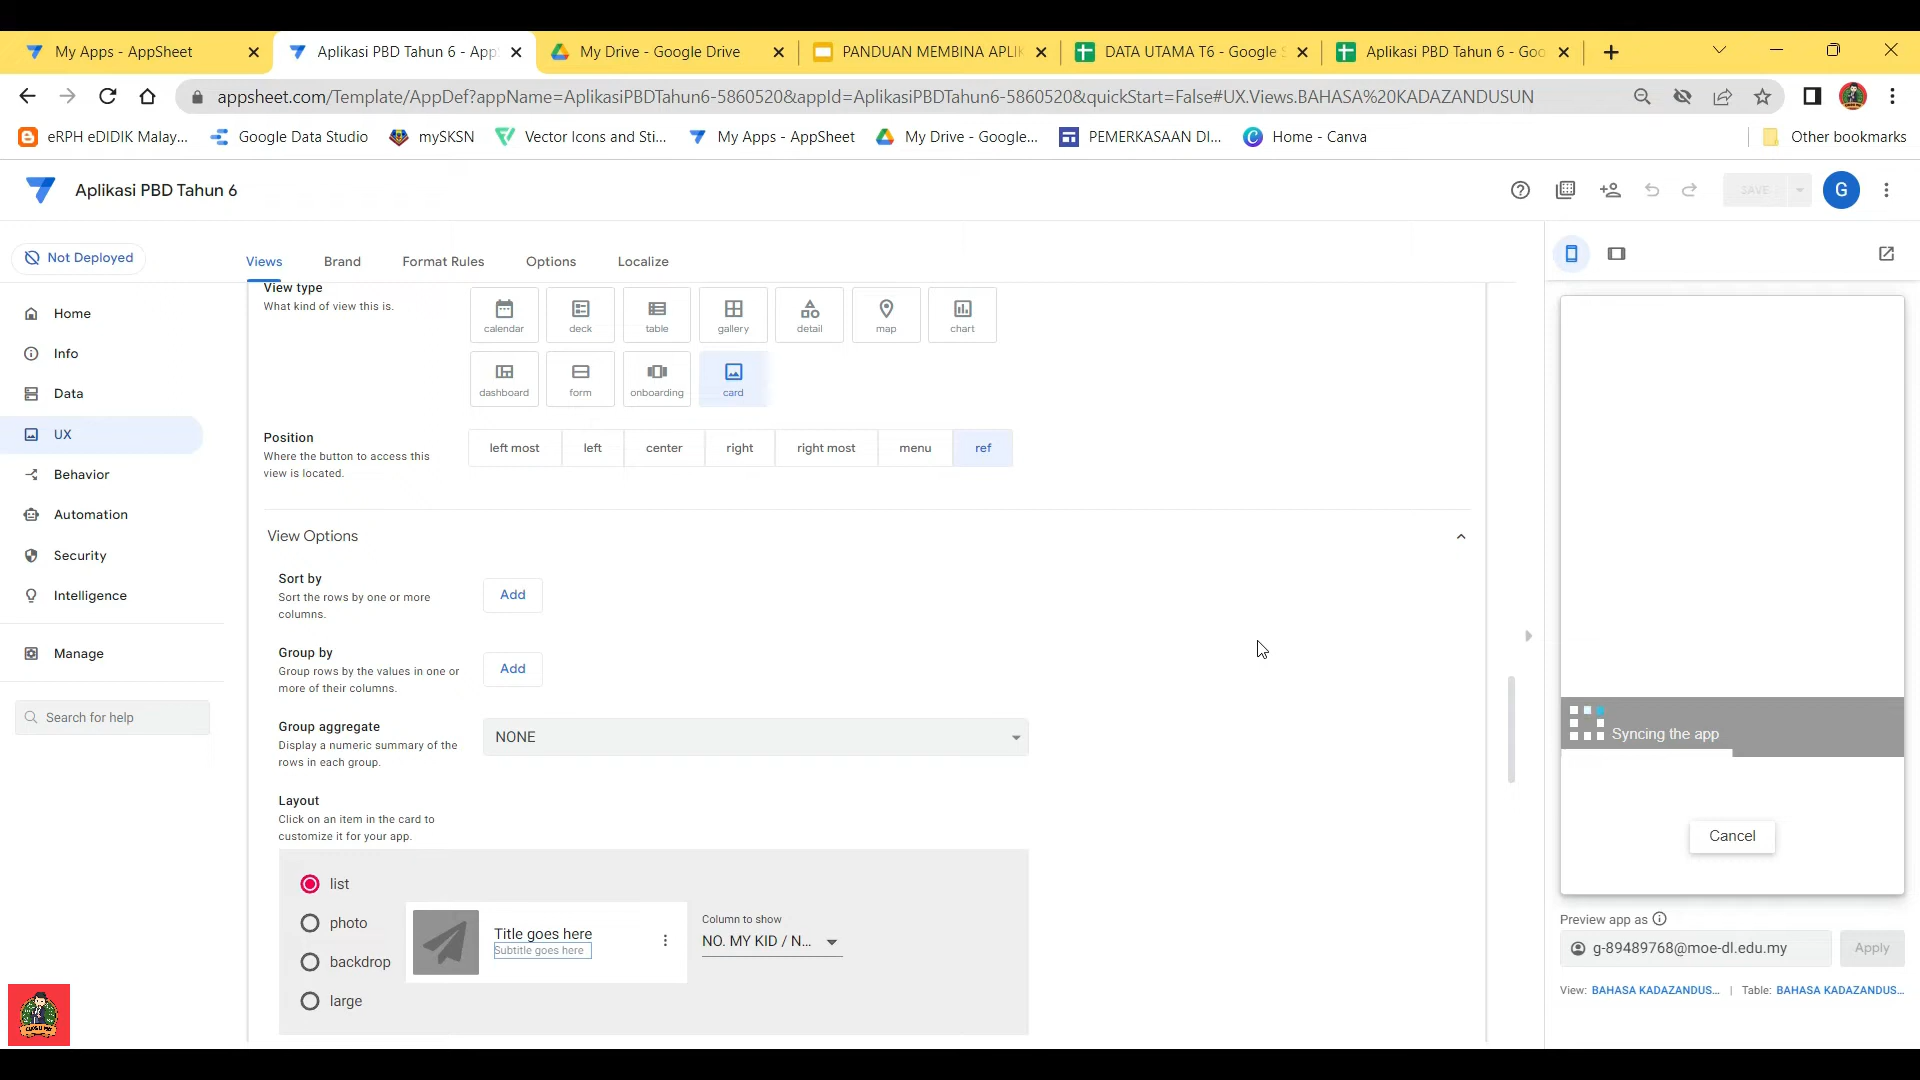 My Apps - AppSheet
Aplikasi PBD Tahun 6 - App
My Drive - Google Drive
PANDUAN MEMBINA APLIK
DATA UTAMA T6 - Google S
Aplikasi PBD Tahun 6 - Goo
appsheet.com/Template/AppDef?appName=AplikasiPBDTahun6-5860520&appId=AplikasiPBDTahun6-5860520&quickStart=False#UX.Views.BAHASA%20KADAZANDUSUN
eRPH eDIDIK Malay...
Google Data Studio
mySKSN
Vector Icons and Sti...
My Apps - AppSheet
My Drive - Google...
PEMERKASAAN DI...
Home - Canva
Other bookmarks
Aplikasi PBD Tahun 6
SAVE
G
Not Deployed
Views
Brand
Format Rules
Options
Localize
Home
Info
Data
UX
Behavior
Automation
Security
Intelligence
Manage
Search for help
View type
What kind of view this is.
calendar
deck
table
gallery
detail
map
chart
dashboard
form
onboarding
card
Position
Where the button to access this
view is located.
left most
left
center
right
right most
menu
ref
View Options
Sort by
Sort the rows by one or more
columns.
Add
Group by
Group rows by the values in one or
more of their columns.
Add
Group aggregate
Display a numeric summary of the
rows in each group.
NONE
Layout
Click on an item in the card to
customize it for your app.
list
photo
backdrop
large
Title goes here
Subtitle goes here
Column to show
NO. MY KID / N...
Syncing the app
Cancel
Preview app as
g-89489768@moe-dl.edu.my
Apply
View: BAHASA KADAZANDUS... | Table: BAHASA KADAZANDUS...